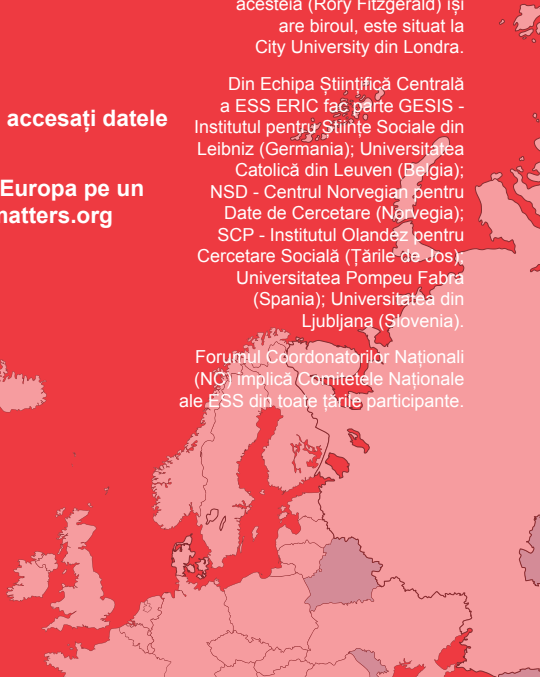 accesați datele
Europa pe un
natters.org
acesteia (Rory Fitzgerald) își
are biroul, este situat la
City University din Londra.
Din Echipa Științifică Centrală
a ESS ERIC fac parte GESIS -
Institutul pentru Științe Sociale din
Leibniz (Germania); Universitatea
Catolică din Leuven (Belgia);
NSD - Centrul Norvegian pentru
Date de Cercetare (Norvegia);
SCP - Institutul Olandez pentru
Cercetare Socială (Țările de Jos);
Universitatea Pompeu Fabra
(Spania); Universitatea din
Ljubljana (Slovenia).
Forumul Coordonatorilor Naționali
(NC) implică Comitetele Naționale
ale ESS din toate țările participante.